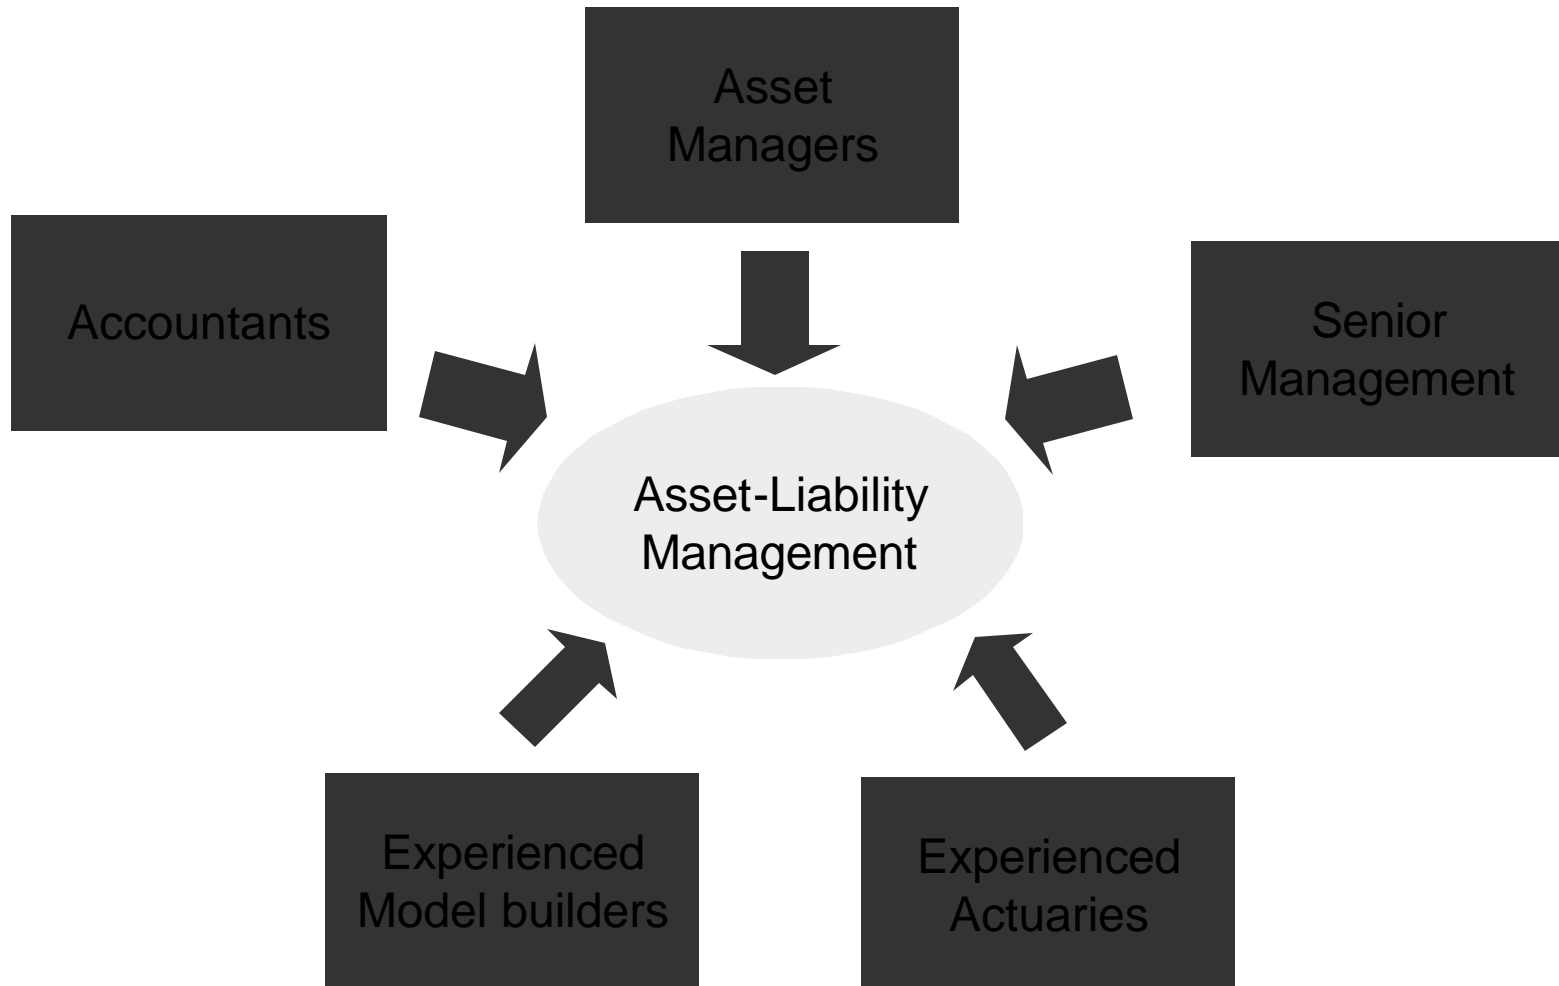 Asset
Managers
Accountants
Senior
Management
Asset-Liability
Management
Experienced
Model builders
Experienced
Actuaries